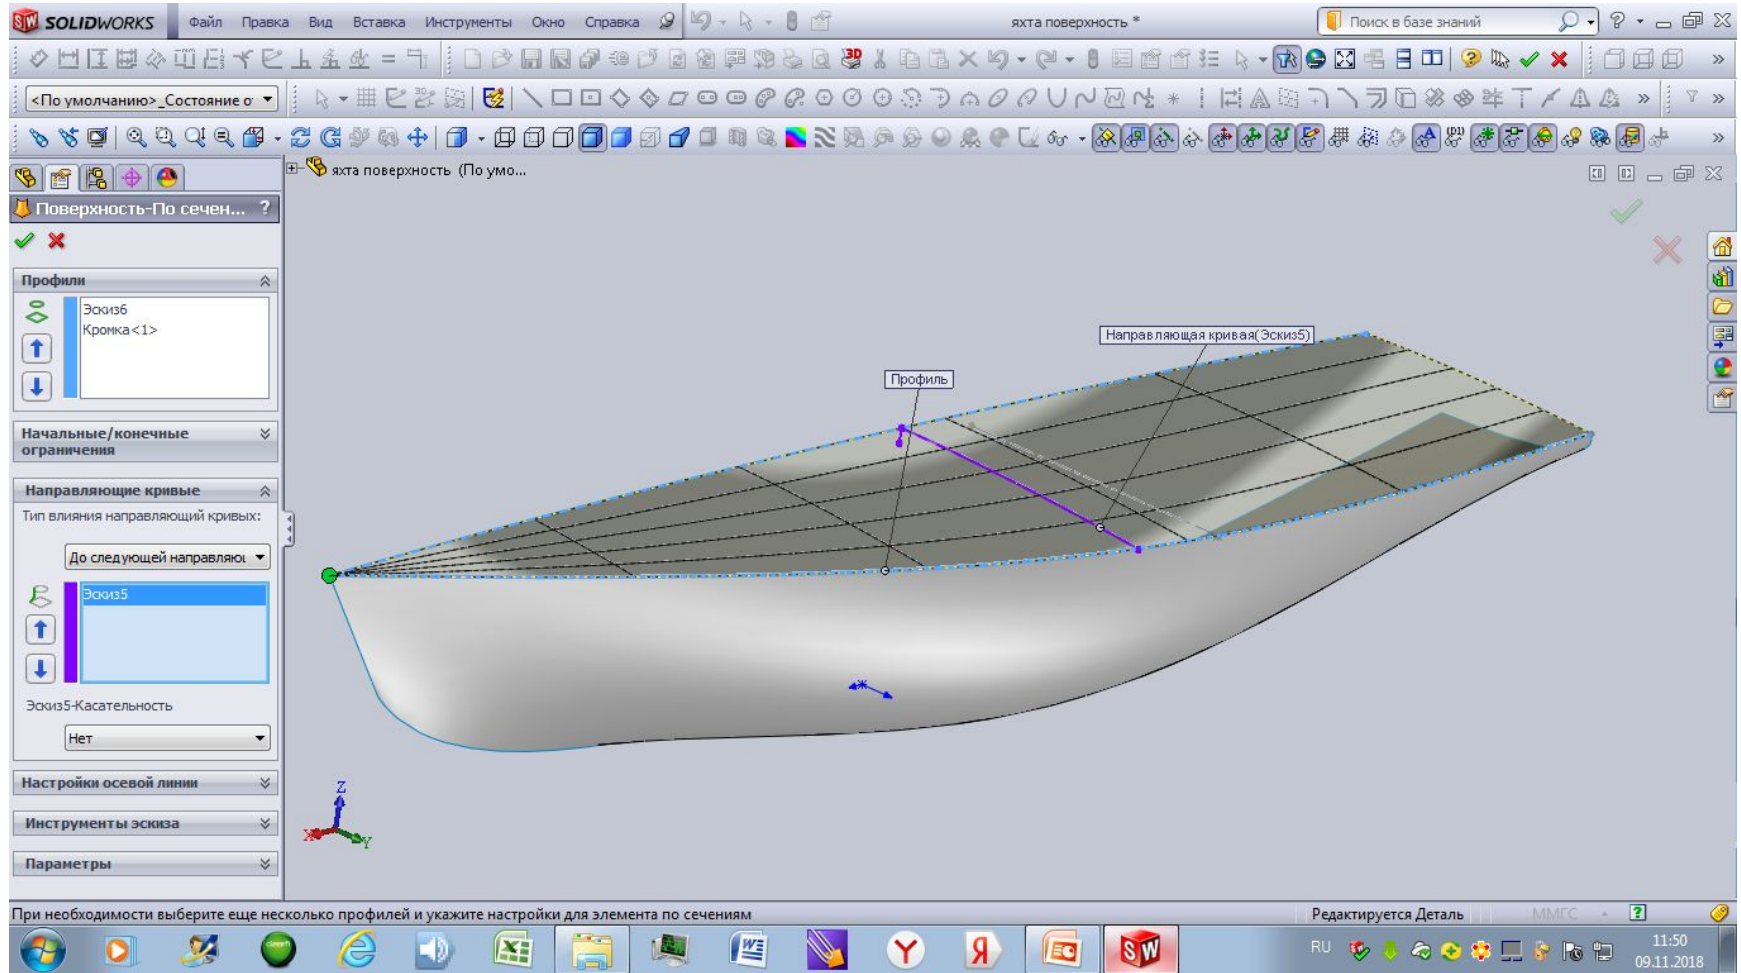 SOLIDWORKS Файл Правка Вид Вставка Инструменты Окно Справка яхта поверхность * Поиск в базе знаний ?
3D
<По умолчанию>_Состояние о
яхта поверхность (По умо...
Поверхность-По сечен... ?
Профили
Эскиз6
Кромка<1>
Начальные/конечные
ограничения
Направляющие кривые
Тип влияния направляющий кривых:
До следующей направляю
Эскиз5
Эскиз5-Касательность
Нет
Настройки осевой линии
Инструменты эскиза
Параметры
Направляющая кривая(Эскиз5)
Профиль
Z
X
Y
При необходимости выберите еще несколько профилей и укажите настройки для элемента по сечениям Редактируется Деталь ММГС ?
RU 11:50
09.11.2018